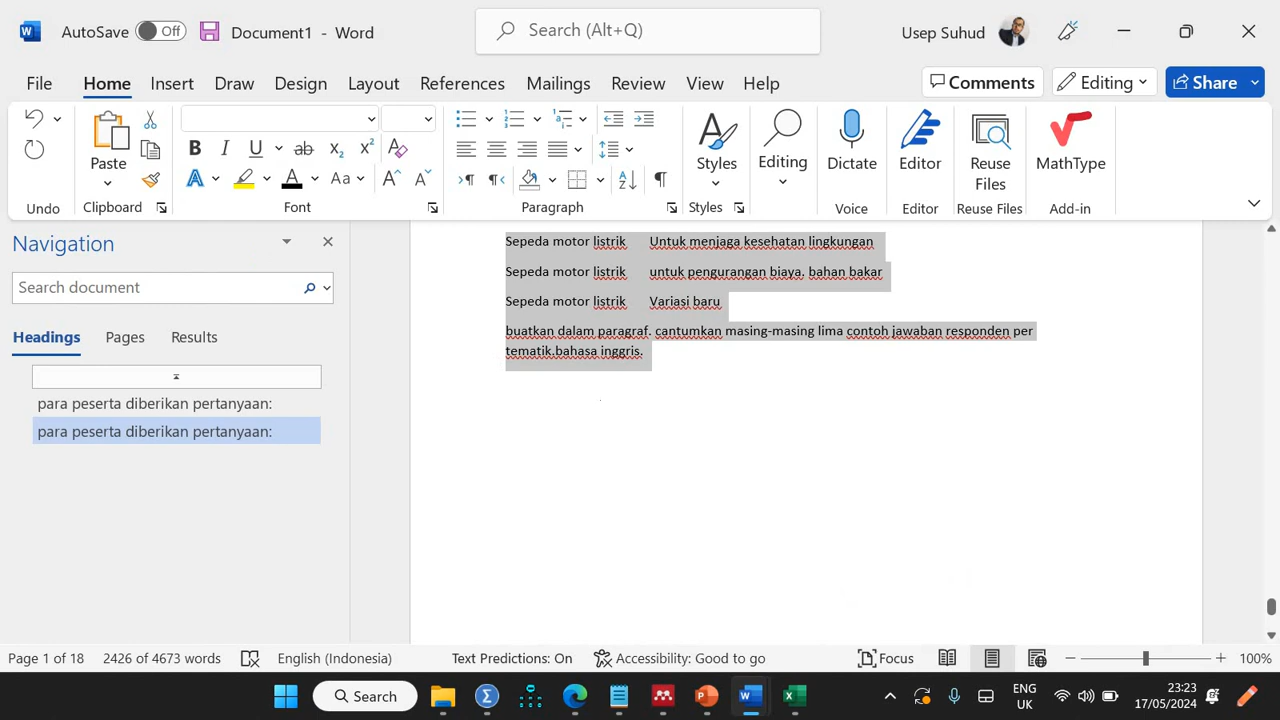 AutoSave Off Document1 - Word Search (Alt+Q) Usep Suhud
File Home Insert Draw Design Layout References Mailings Review View Help Comments Editing Share
Paste Styles Editing Dictate Editor Reuse Files MathType
Undo Clipboard Font Paragraph Styles Voice Editor Reuse Files Add-in
Navigation
Search document
Headings Pages Results
para peserta diberikan pertanyaan:
para peserta diberikan pertanyaan:
Sepeda motor listrik Untuk menjaga kesehatan lingkungan
Sepeda motor listrik untuk pengurangan biaya. bahan bakar
Sepeda motor listrik Variasi baru
buatkan dalam paragraf. cantumkan masing-masing lima contoh jawaban responden per
tematik.bahasa inggris.
Page 1 of 18 2426 of 4673 words English (Indonesia) Text Predictions: On Accessibility: Good to go Focus 100%
Search ENG UK 23:23 17/05/2024